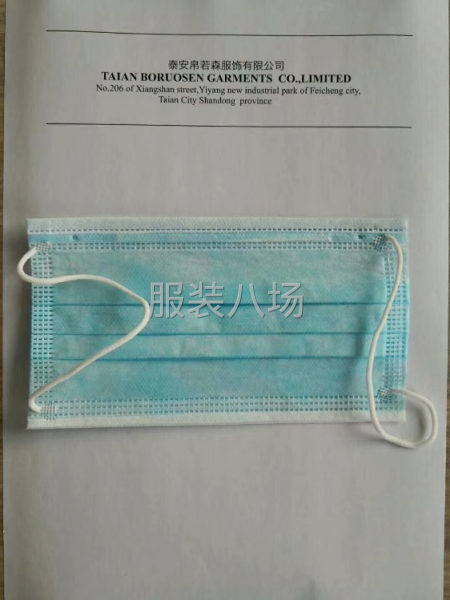 泰安帛若森服饰有限公司
TAIAN BORUOSEN GARMENTS CO.,LIMITED
No.206 of Xiangshan street,Yiyang new industrial park of Feicheng city,
Taian City Shandong province
服装八场